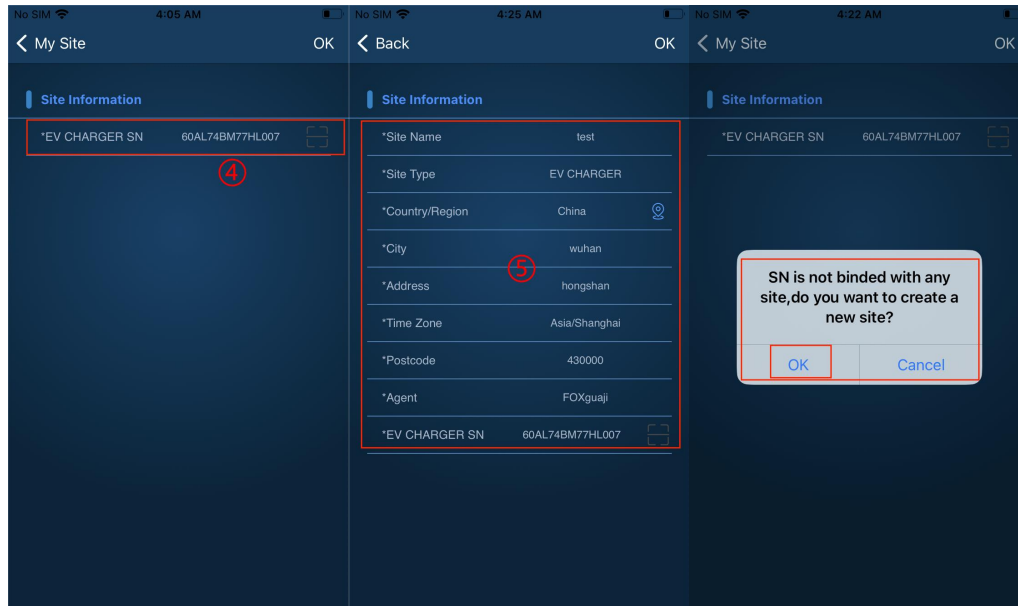 No SIM 4:05 AM
My Site OK
Site Information
*EV CHARGER SN 60AL74BM77HL007
④
No SIM 4:25 AM
Back OK
Site Information
*Site Name test
*Site Type EV CHARGER
*Country/Region China
*City wuhan
⑤
*Address hongshan
*Time Zone Asia/Shanghai
*Postcode 430000
*Agent FOXguaji
*EV CHARGER SN 60AL74BM77HL007
No SIM 4:22 AM
My Site OK
Site Information
*EV CHARGER SN 60AL74BM77HL007
SN is not binded with any
site,do you want to create a
new site?
OK Cancel